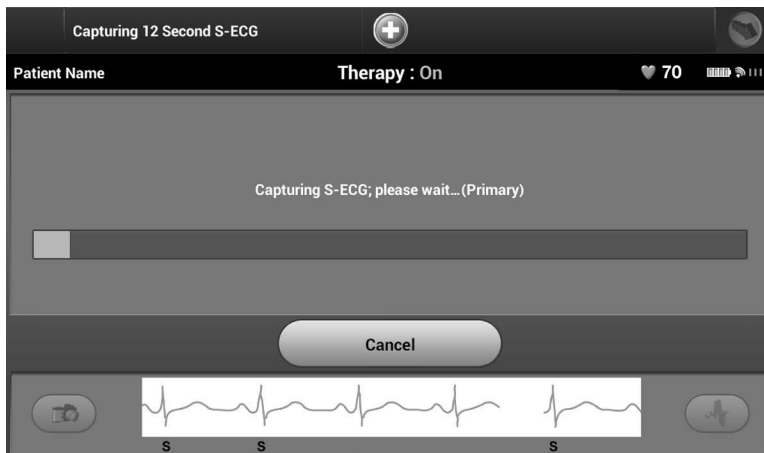 Capturing 12 Second S-ECG
Patient Name Therapy : On 70
Capturing S-ECG; please wait...(Primary)
Cancel
S S S